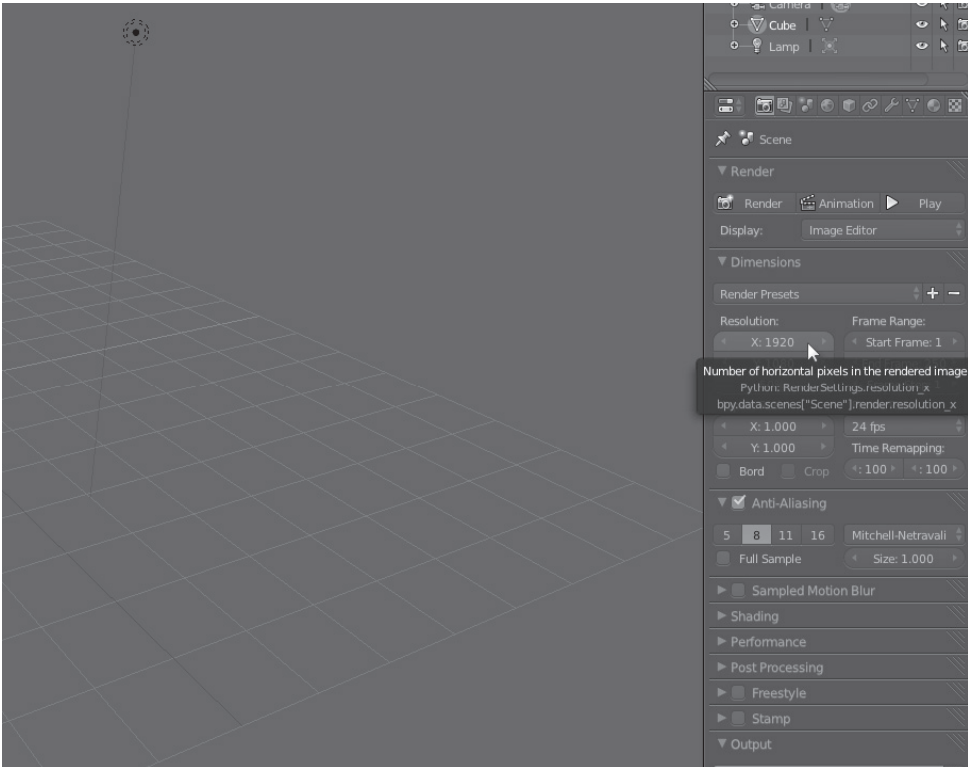 Camera
Cube
Lamp
Scene
Render
Render Animation Play
Display: Image Editor
Dimensions
Render Presets
Resolution: Frame Range:
X: 1920 Start Frame: 1
Number of horizontal pixels in the rendered image
Python: RenderSettings.resolution_x
bpy.data.scenes["Scene"].render.resolution_x
X: 1.000 24 fps
Y: 1.000 Time Remapping:
Bord Crop : 100 : 100
Anti-Aliasing
5 8 11 16 Mitchell-Netravali
Full Sample Size: 1.000
Sampled Motion Blur
Shading
Performance
Post Processing
Freestyle
Stamp
Output